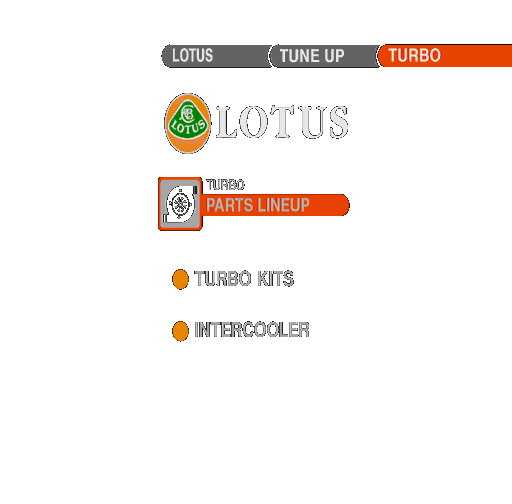 LOTUS
TUNE UP
TURBO
LOTUS LOTUS
TURBO
PARTS LINEUP
TURBO KITS
INTERCOOLER